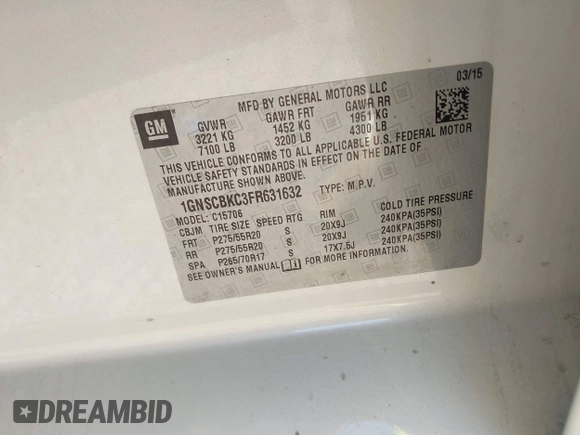 MFD BY GENERAL MOTORS LLC 03/15
GM
GVWR GAWR FRT GAWR RR
3221 KG 1452 KG 1951 KG
7100 LB 3200 LB 4300 LB
THIS VEHICLE CONFORMS TO ALL APPLICABLE U.S. FEDERAL MOTOR
VEHICLE SAFETY STANDARDS IN EFFECT ON THE DATE OF
MANUFACTURE SHOWN ABOVE.
1GNSCBKC3FR631632 TYPE: M.P.V.
MODEL: C15706
CBJM TIRE SIZE SPEED RTG RIM COLD TIRE PRESSURE
FRT P275/55R20 S 20X9J 240KPA(35PSI)
RR P275/55R20 S 20X9J 240KPA(35PSI)
SPA P265/70R17 S 17X7.5J 240KPA(35PSI)
SEE OWNER'S MANUAL FOR MORE INFORMATION.
DREAMBID